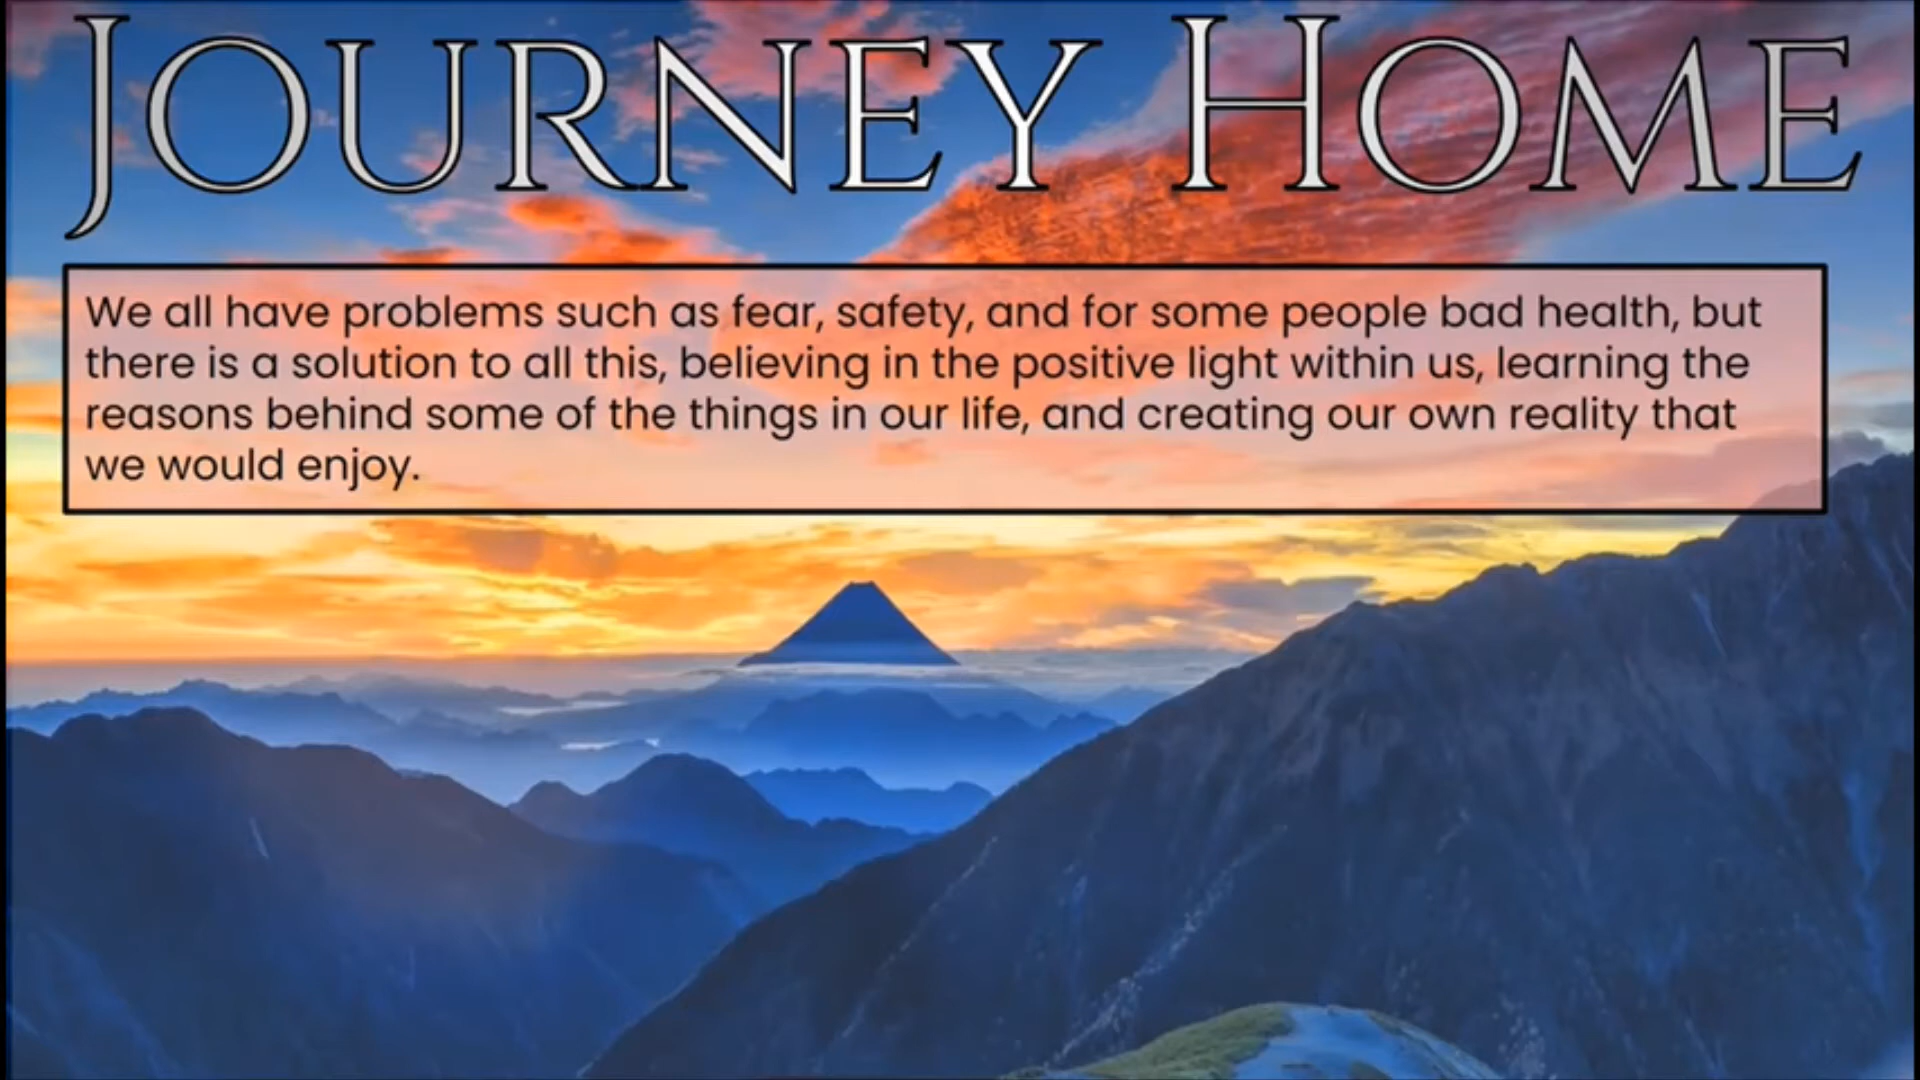 JOURNEY HOME
We all have problems such as fear, safety, and for some people bad health, but
there is a solution to all this, believing in the positive light within us, learning the
reasons behind some of the things in our life, and creating our own reality that
we would enjoy.